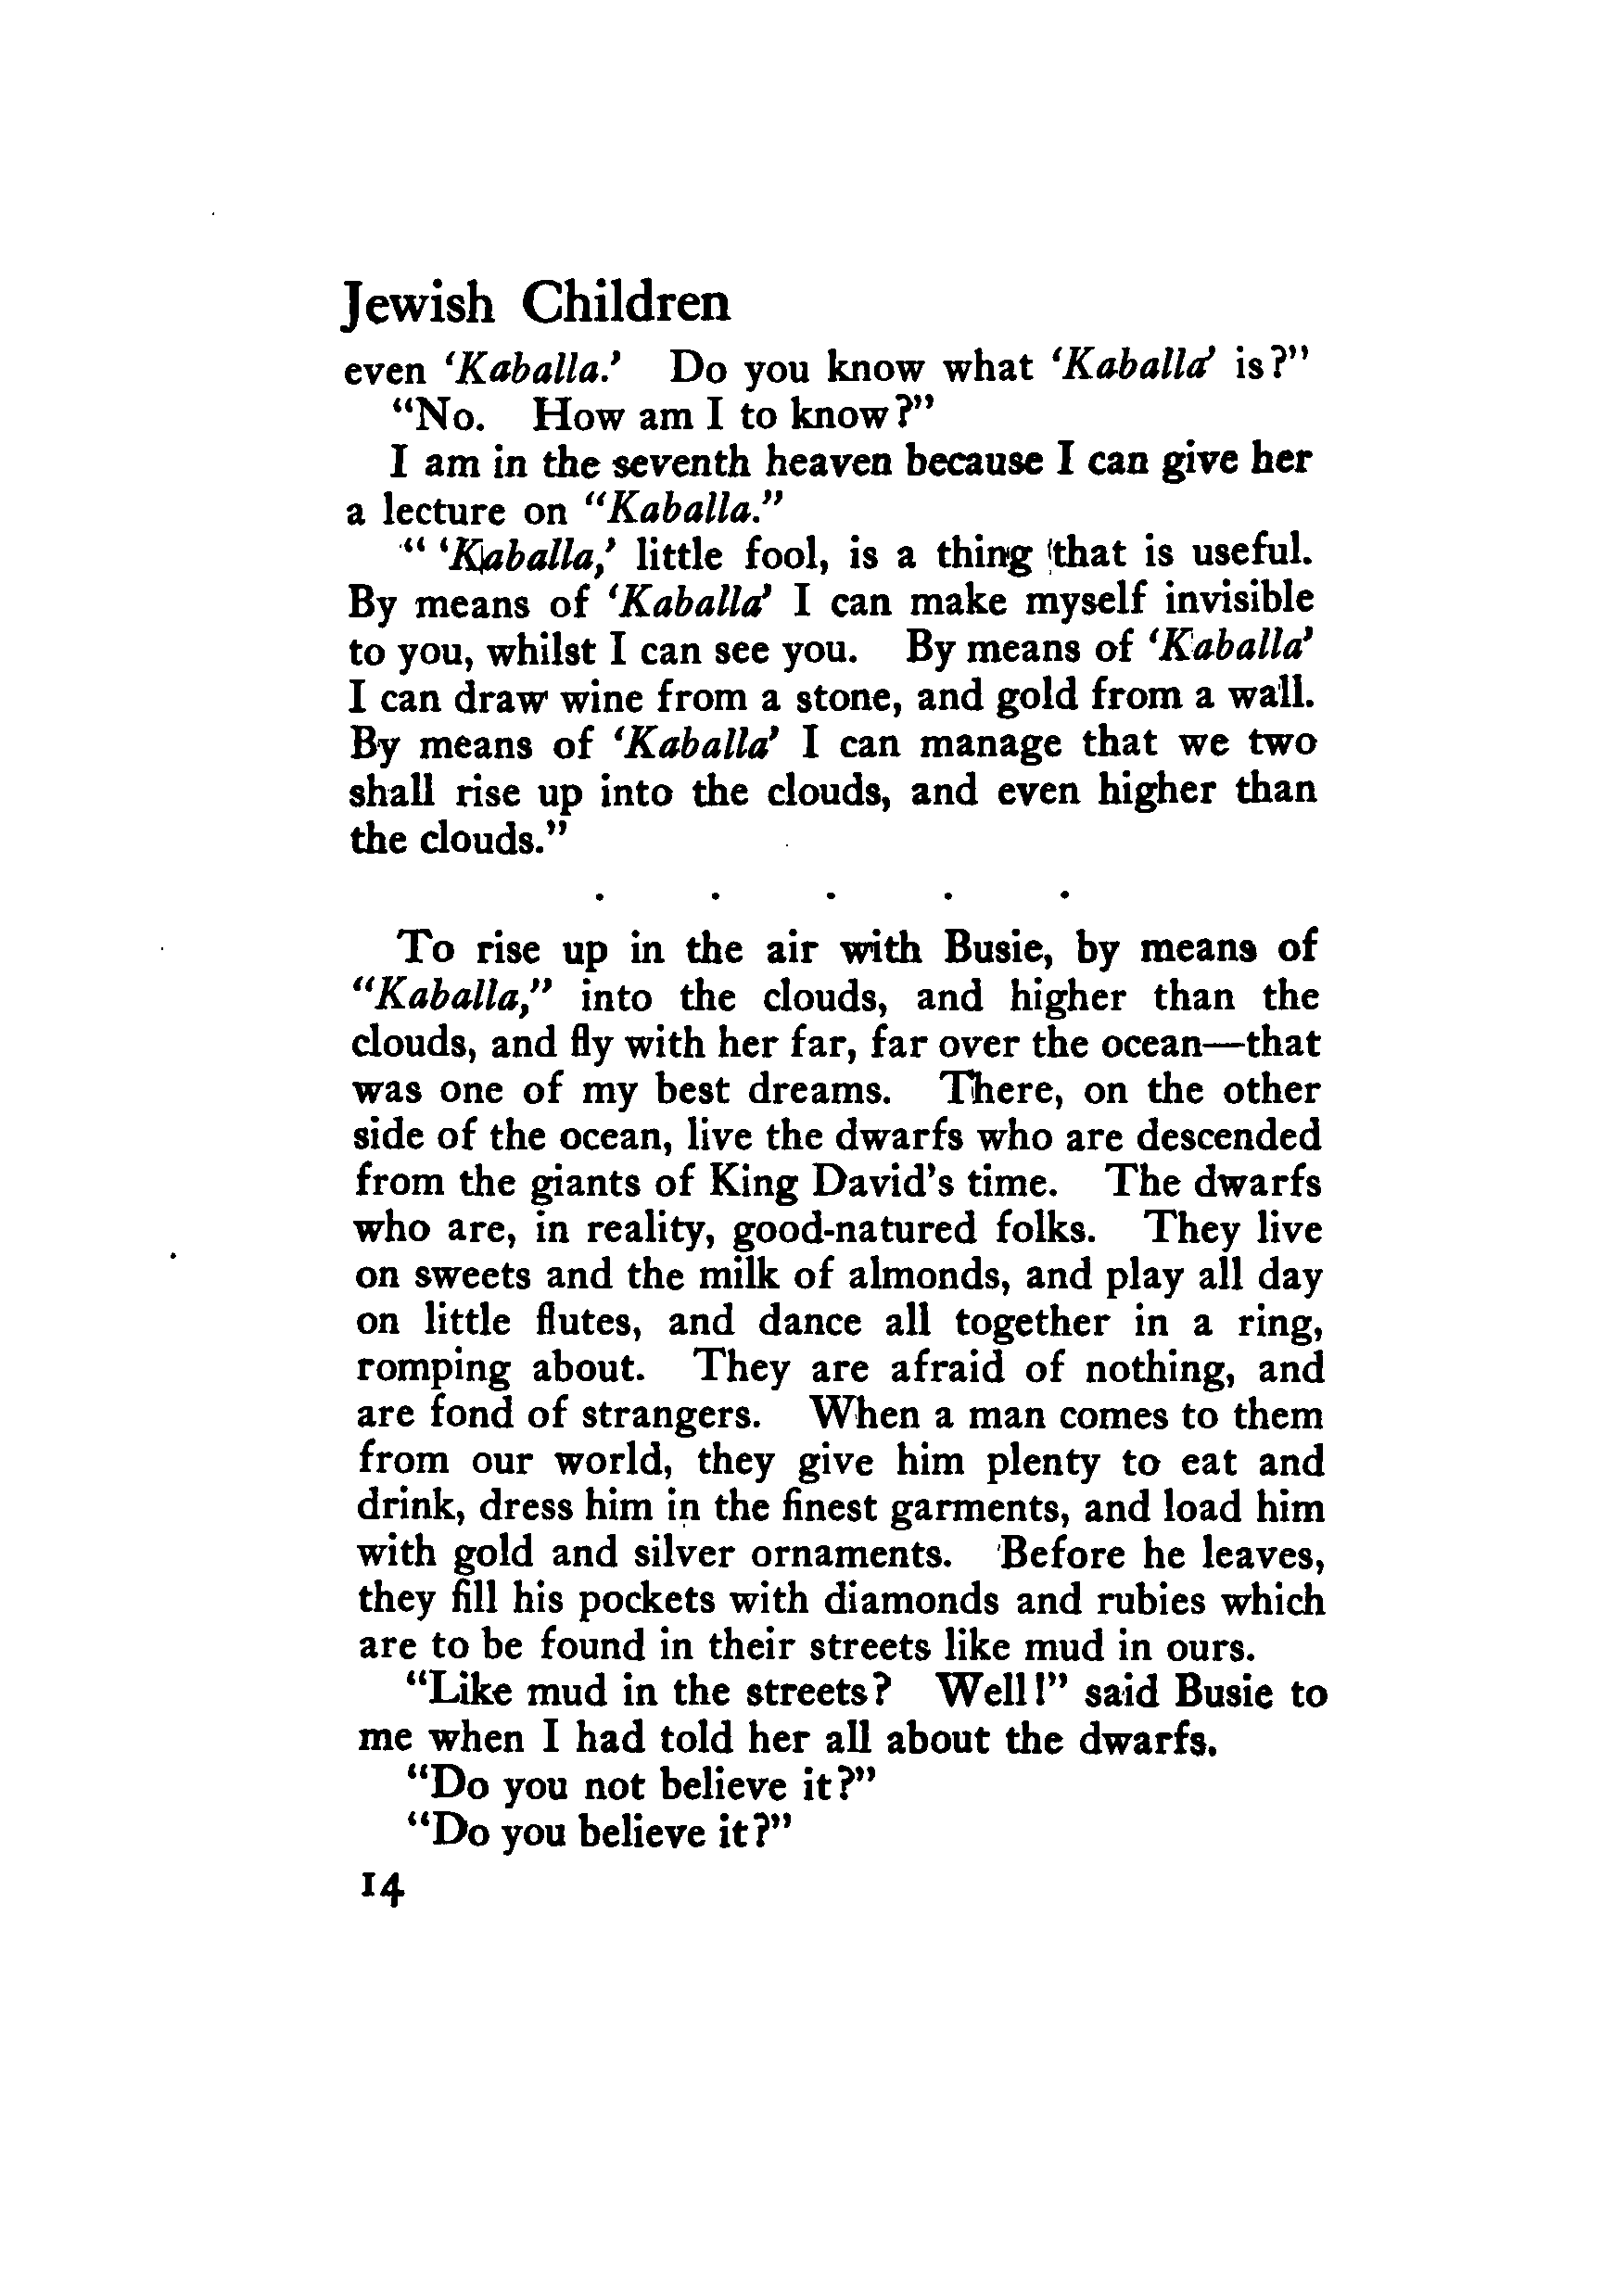 Jewish Children
even 'Kaballa.' Do you know what 'Kaballa' is?"
"No. How am I to know?"
I am in the seventh heaven because I can give her
a lecture on "Kaballa."
" 'Kaballa,' little fool, is a thing that is useful.
By means of 'Kaballa' I can make myself invisible
to you, whilst I can see you. By means of 'Kaballa'
I can draw wine from a stone, and gold from a wall.
By means of 'Kaballa' I can manage that we two
shall rise up into the clouds, and even higher than
the clouds."
. . . . .
To rise up in the air with Busie, by means of
"Kaballa," into the clouds, and higher than the
clouds, and fly with her far, far over the ocean—that
was one of my best dreams. There, on the other
side of the ocean, live the dwarfs who are descended
from the giants of King David's time. The dwarfs
who are, in reality, good-natured folks. They live
on sweets and the milk of almonds, and play all day
on little flutes, and dance all together in a ring,
romping about. They are afraid of nothing, and
are fond of strangers. When a man comes to them
from our world, they give him plenty to eat and
drink, dress him in the finest garments, and load him
with gold and silver ornaments. Before he leaves,
they fill his pockets with diamonds and rubies which
are to be found in their streets like mud in ours.
"Like mud in the streets? Well!" said Busie to
me when I had told her all about the dwarfs.
"Do you not believe it?"
"Do you believe it?"
14